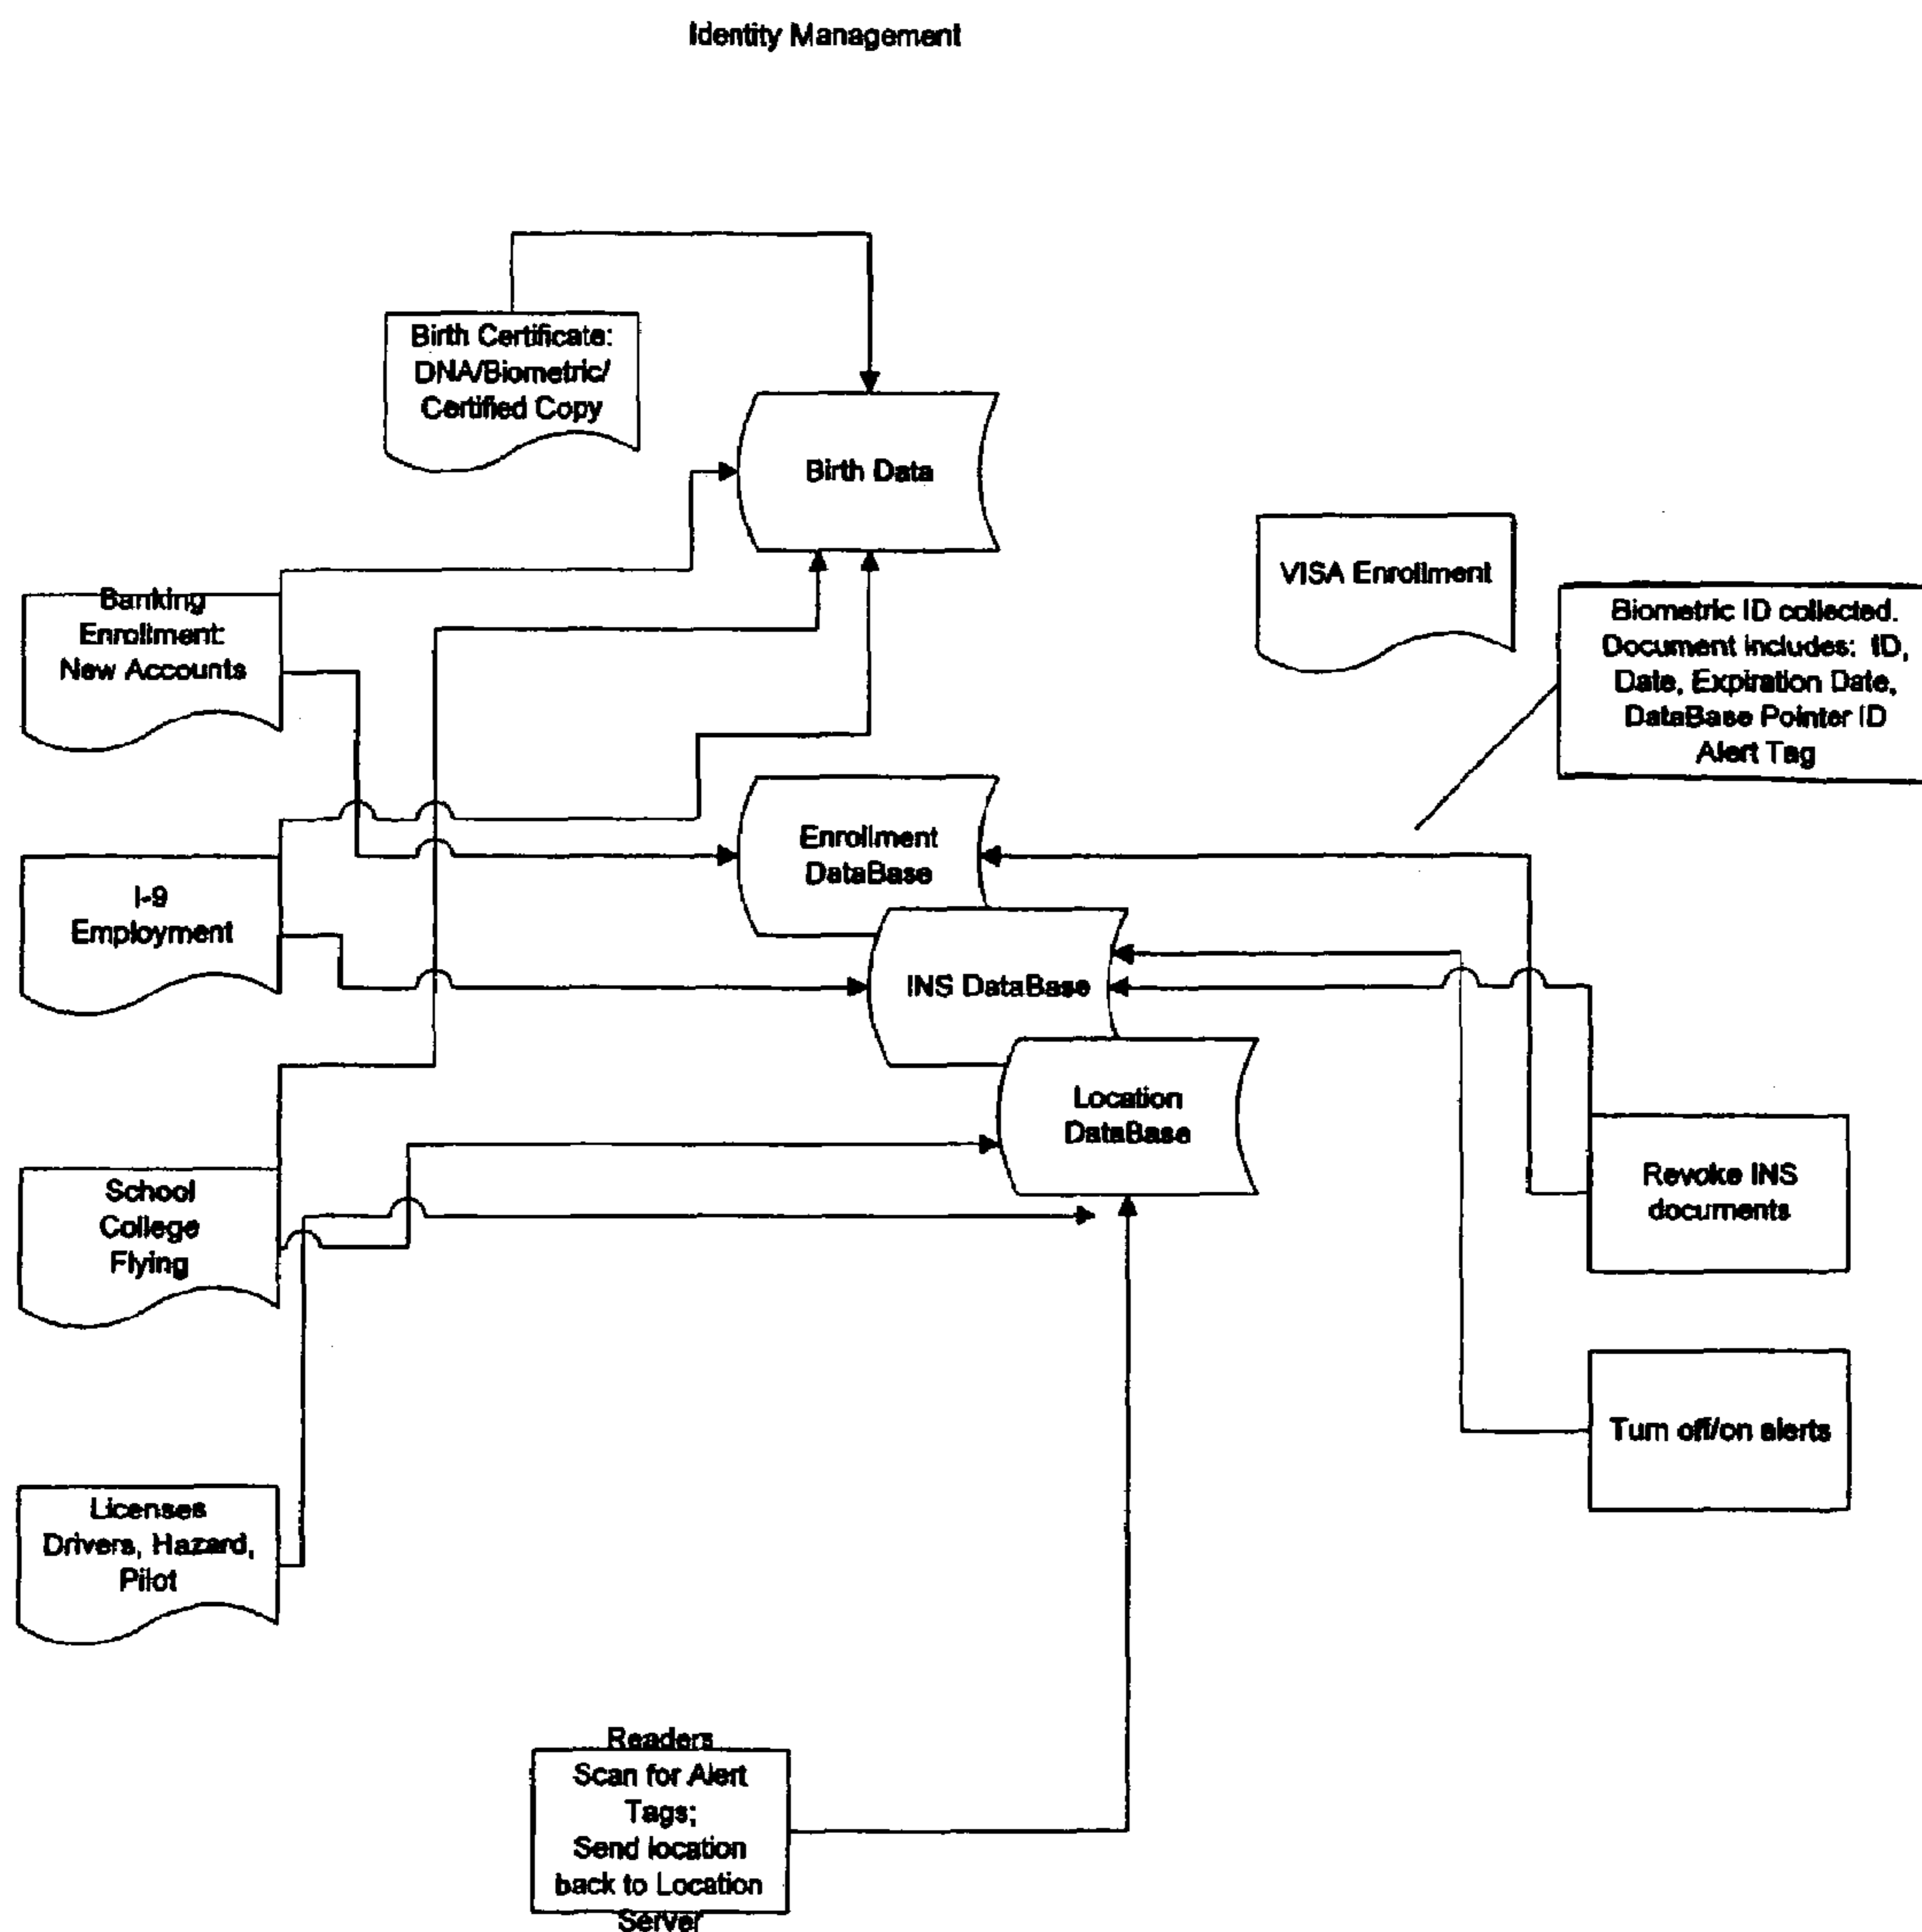 Identity Management
Birth Certificate:
DNA/Biometric/
Certified Copy
Birth Data
VISA Enrollment
Biometric ID collected.
Document includes: ID,
Date, Expiration Date,
DataBase Pointer ID
Alert Tag
Banking
Enrollment:
New Accounts
Enrollment
DataBase
I-9
Employment
INS DataBase
Location
DataBase
School
College
Flying
Revoke INS
documents
Turn off/on alerts
Licenses
Drivers, Hazard,
Pilot
Readers
Scan for Alert
Tags;
Send location
back to Location
Server